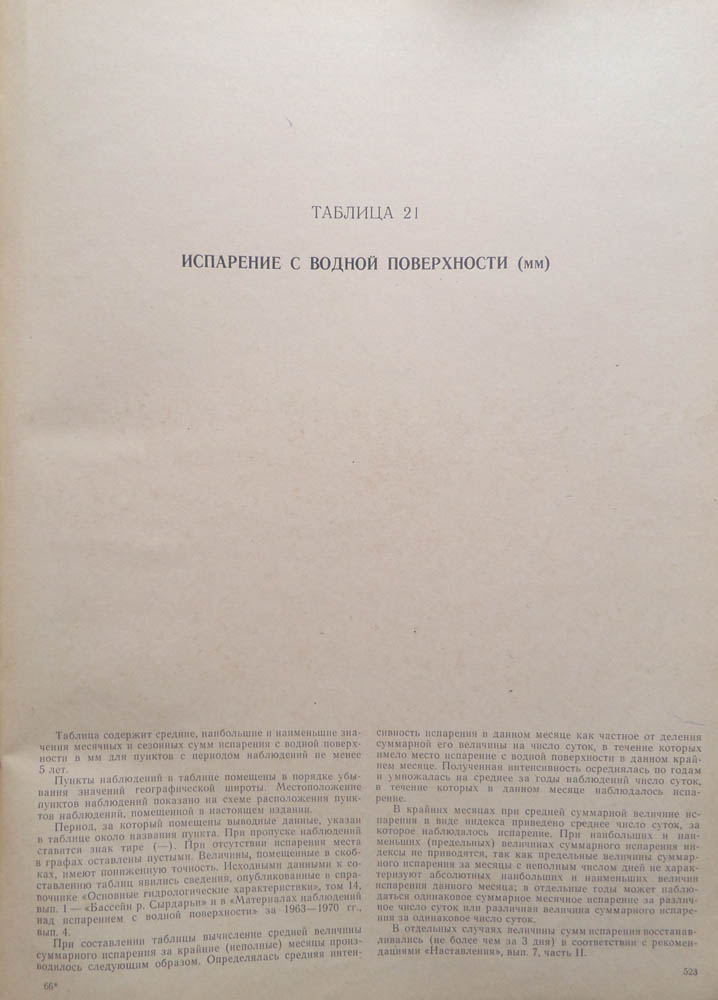 ТАБЛИЦА 21
ИСПАРЕНИЕ С ВОДНОЙ ПОВЕРХНОСТИ (мм)
Таблица содержит средние, наибольшие и наименьшие зна-
чения месячных и сезонных сумм испарения с водной поверх-
ности в мм для пунктов с периодом наблюдений не менее
5 лет.
Пункты наблюдений в таблице помещены в порядке убы-
вания значений географической широты. Местоположение
пунктов наблюдений показано на схеме расположения пунк-
тов наблюдений, помещенной в настоящем издании.
Период, за который помещены выводные данные, указан
в таблице около названия пункта. При пропуске наблюдений
ставится знак тире (—). При отсутствии испарения места
в графах оставлены пустыми. Величины, помещенные в скоб-
ках, имеют пониженную точность. Исходными данными к со-
ставлению таблиц явились сведения, опубликованные в спра-
вочнике «Основные гидрологические характеристики», том 14,
вып. 1 — «Бассейн р. Сырдарьи» и в «Материалах наблюдений
над испарением с водной поверхности» за 1963—1970 гг.,
вып. 4.
При составлении таблицы вычисление средней величины
суммарного испарения за крайние (неполные) месяцы произ-
водилось следующим образом. Определялась средняя интен-
66*
сивность испарения в данном месяце как частное от деления
суммарной его величины на число суток, в течение которых
имело место испарение с водной поверхности в данном край-
нем месяце. Полученная интенсивность осреднялась по годам
и умножалась на среднее за годы наблюдений число суток,
в течение которых в данном месяце наблюдалось испа-
рение.
В крайних месяцах при средней суммарной величине ис-
парения в виде индекса приведено среднее число суток, за
которое наблюдалось испарение. При наибольших и наи-
меньших (предельных) величинах суммарного испарения ин-
дексы не приводятся, так как предельные величины суммар-
ного испарения за месяцы с неполным числом дней не харак-
теризуют абсолютных наибольших и наименьших величин
испарения данного месяца; в отдельные годы может наблю-
даться одинаковое суммарное месячное испарение за различ-
ное число суток или различная величина суммарного испаре-
ния за одинаковое число суток.
В отдельных случаях величины сумм испарения восстанав-
ливались (не более чем за 3 дня) в соответствии с рекомен-
дациями «Наставления», вып. 7, часть II.
523